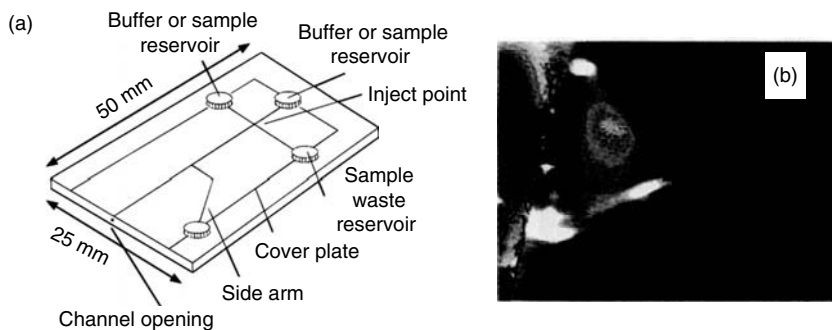 (a)
Buffer or sample
reservoir
Buffer or sample
reservoir
50 mm
Inject point
(b)
Sample
waste
reservoir
25 mm
Cover plate
Side arm
Channel opening